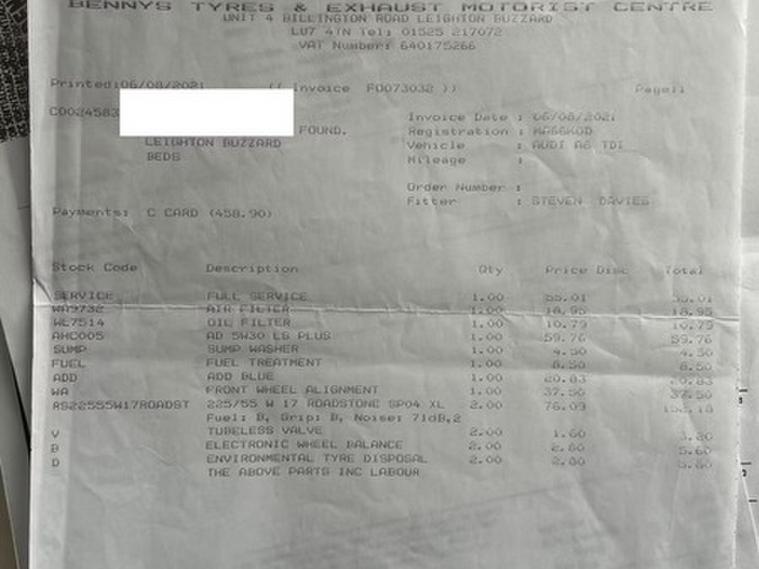 BENNYS TYRES & EXHAUST MOTORIST CENTRE
UNIT 4 BILLINGTON ROAD LEIGHTON BUZZARD
LU7 4TN Tel: 01525 217072
VAT Number: 640175266
Printed:06/08/2021 (( Invoice F0073032 )) Page:1
C0024583 Invoice Date : 06/08/2021
FOUND. Registration : MA66KOD
LEIGHTON BUZZARD Vehicle : AUDI A6 TDI
BEDS Mileage :
Order Number :
Fitter : STEVEN DAVIES
Payments: C CARD (458.90)
Stock Code Description Qty Price Disc Total
SERVICE FULL SERVICE 1.00 55.01 55.01
WA9732 AIR FILTER 1.00 18.95 18.95
WL7514 OIL FILTER 1.00 10.79 10.79
AHC005 AD 5W30 LS PLUS 1.00 59.76 59.76
SUMP SUMP WASHER 1.00 4.50 4.50
FUEL FUEL TREATMENT 1.00 8.50 8.50
ADD ADD BLUE 1.00 20.83 20.83
WA FRONT WHEEL ALIGNMENT 1.00 37.50 37.50
RS22555W17ROADST 225/55 W 17 ROADSTONE SP04 XL 2.00 76.09 152.18
Fuel: B, Grip: B, Noise: 71dB,2
V TUBELESS VALVE 2.00 1.60 3.20
B ELECTRONIC WHEEL BALANCE 2.00 2.80 5.60
D ENVIRONMENTAL TYRE DISPOSAL 2.00 2.80 5.60
THE ABOVE PARTS INC LABOUR